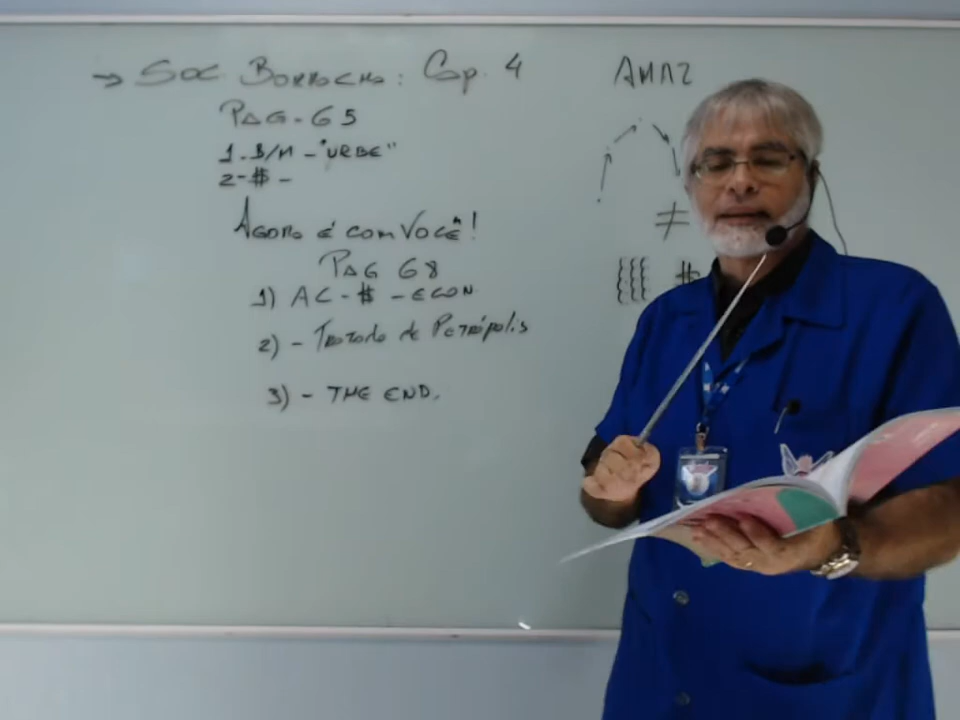 → SOC. BORRACHA: Cap. 4
PAG - 65
1 - B/M - "URBE"
2 - $ -
AGORA É COM VOCÊ!
PAG 68
1) AC - $ - ECON
2) - Tratado de Petrópolis
3) - THE END.
AMAZ
≠
$